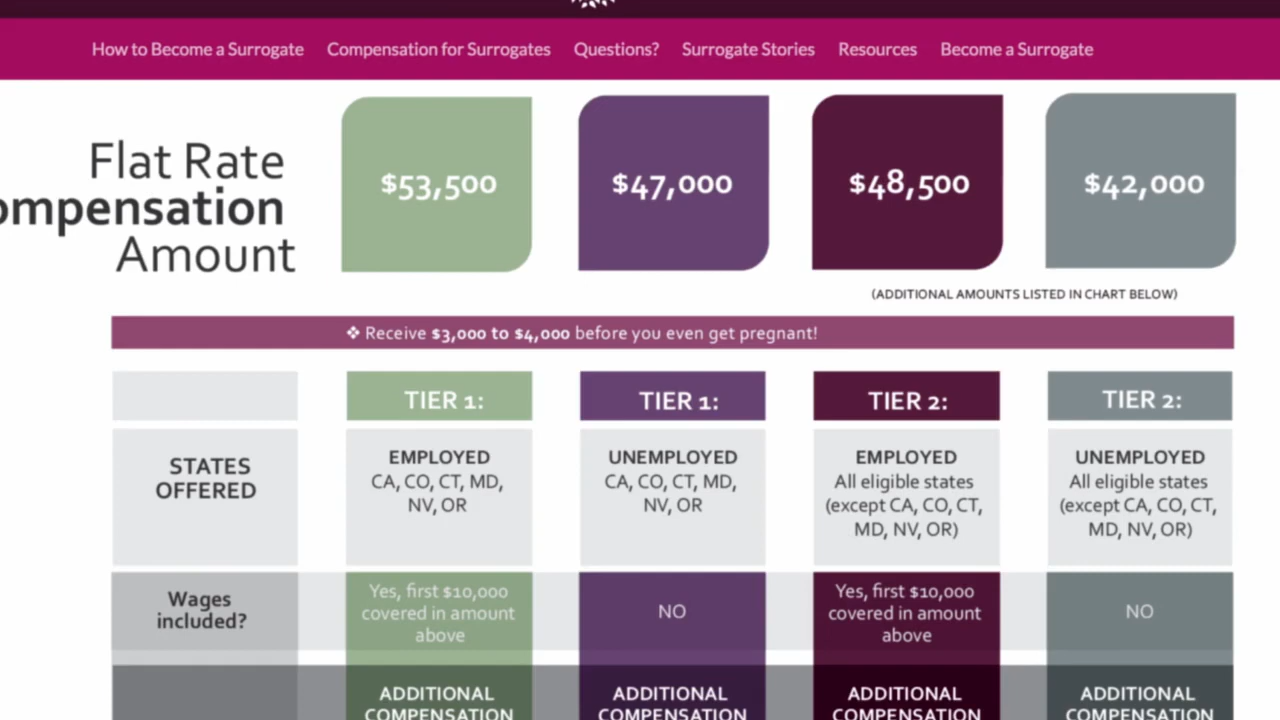 How to Become a Surrogate Compensation for Surrogates Questions? Surrogate Stories Resources Become a Surrogate
Flat Rate
ompensation
Amount
$53,500 $47,000 $48,500 $42,000
(ADDITIONAL AMOUNTS LISTED IN CHART BELOW)
❖ Receive $3,000 to $4,000 before you even get pregnant!
TIER 1: TIER 1: TIER 2: TIER 2:
STATES
OFFERED
EMPLOYED
CA, CO, CT, MD,
NV, OR
UNEMPLOYED
CA, CO, CT, MD,
NV, OR
EMPLOYED
All eligible states
(except CA, CO, CT,
MD, NV, OR)
UNEMPLOYED
All eligible states
(except CA, CO, CT,
MD, NV, OR)
Wages
included?
Yes, first $10,000
covered in amount
above
NO
Yes, first $10,000
covered in amount
above
NO
ADDITIONAL
COMPENSATION
ADDITIONAL
COMPENSATION
ADDITIONAL
COMPENSATION
ADDITIONAL
COMPENSATION